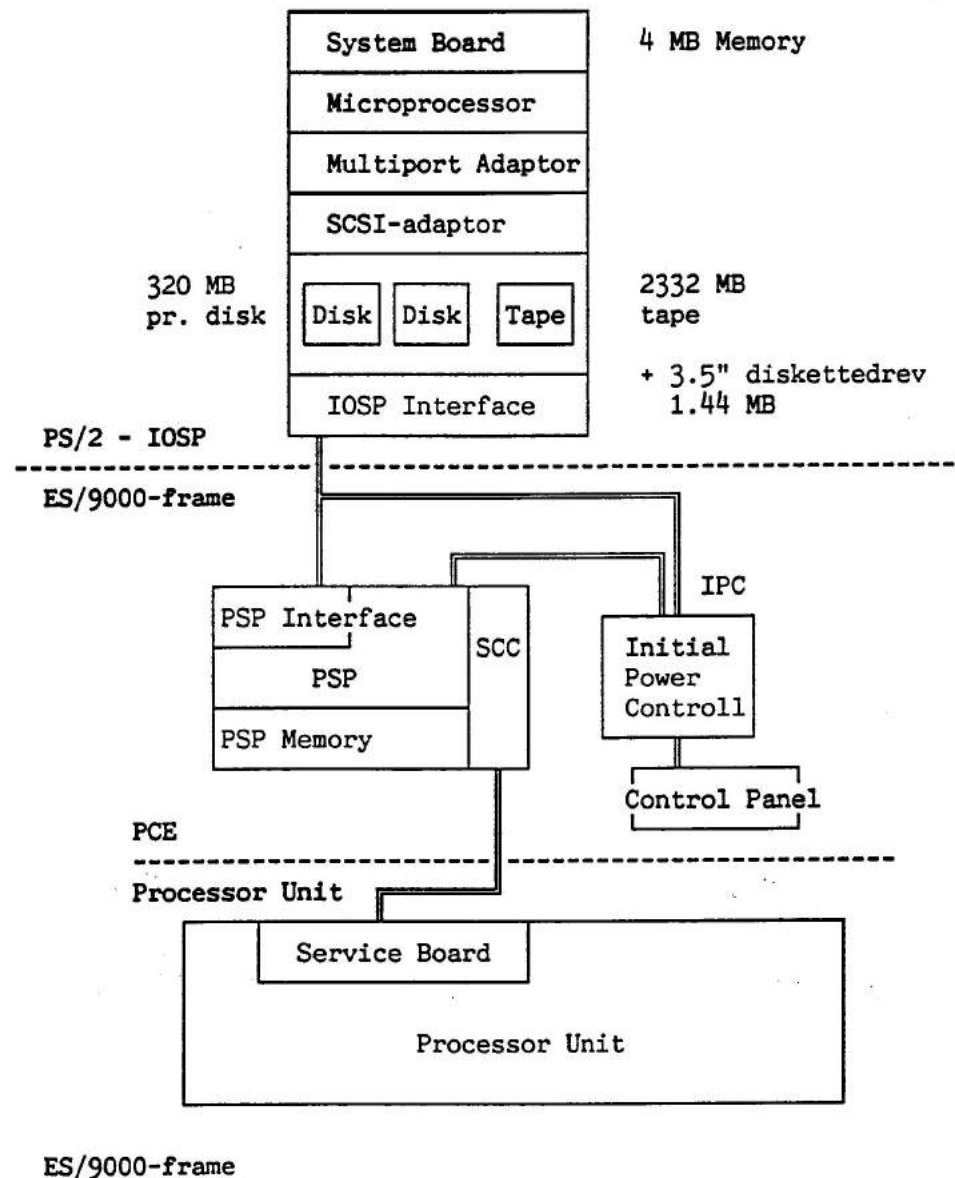 System Board 4 MB Memory
Microprocessor
Multiport Adaptor
SCSI-adaptor
320 MB
pr. disk
Disk Disk Tape
2332 MB
tape
+ 3.5" diskettedrev
1.44 MB
IOSP Interface
PS/2 - IOSP
ES/9000-frame
IPC
PSP Interface
SCC
PSP
PSP Memory
Initial
Power
Controll
Control Panel
PCE
Processor Unit
Service Board
Processor Unit
ES/9000-frame